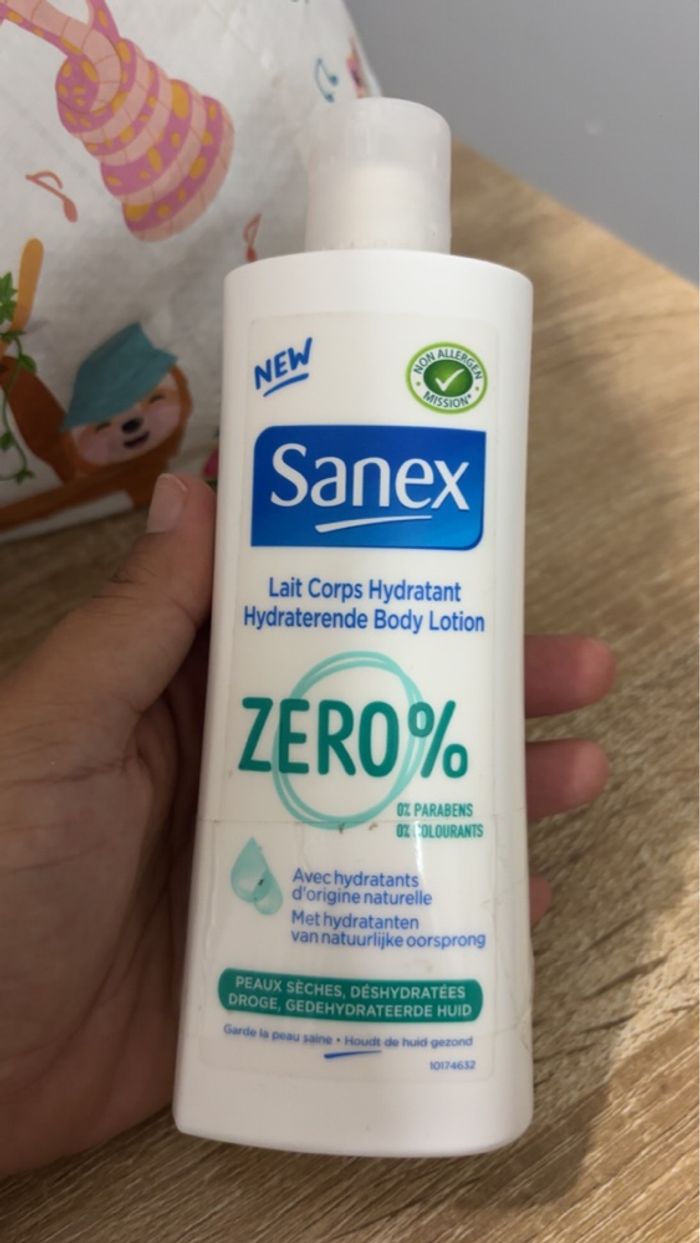 NEW
NON ALLERGEN
MISSION*
Sanex
Lait Corps Hydratant
Hydraterende Body Lotion
ZERO%
0% PARABENS
0% COLOURANTS
Avec hydratants
d'origine naturelle
Met hydratanten
van natuurlijke oorsprong
PEAUX SÈCHES, DÉSHYDRATÉES
DROGE, GEDEHYDRATEERDE HUID
Garde la peau saine • Houdt de huid gezond
10174632